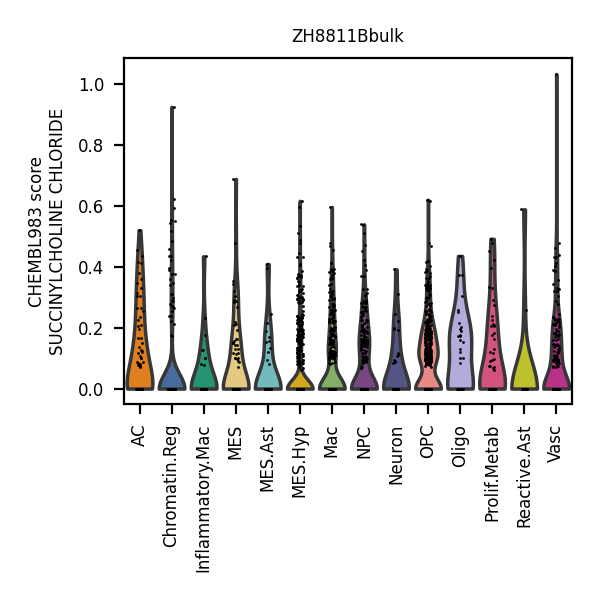 ZH8811Bbulk
CHEMBL983 score
SUCCINYLCHOLINE CHLORIDE
1.0
0.8
0.6
0.4
0.2
0.0
AC
Chromatin.Reg
Inflammatory.Mac
MES
MES.Ast
MES.Hyp
Mac
NPC
Neuron
OPC
Oligo
Prolif.Metab
Reactive.Ast
Vasc